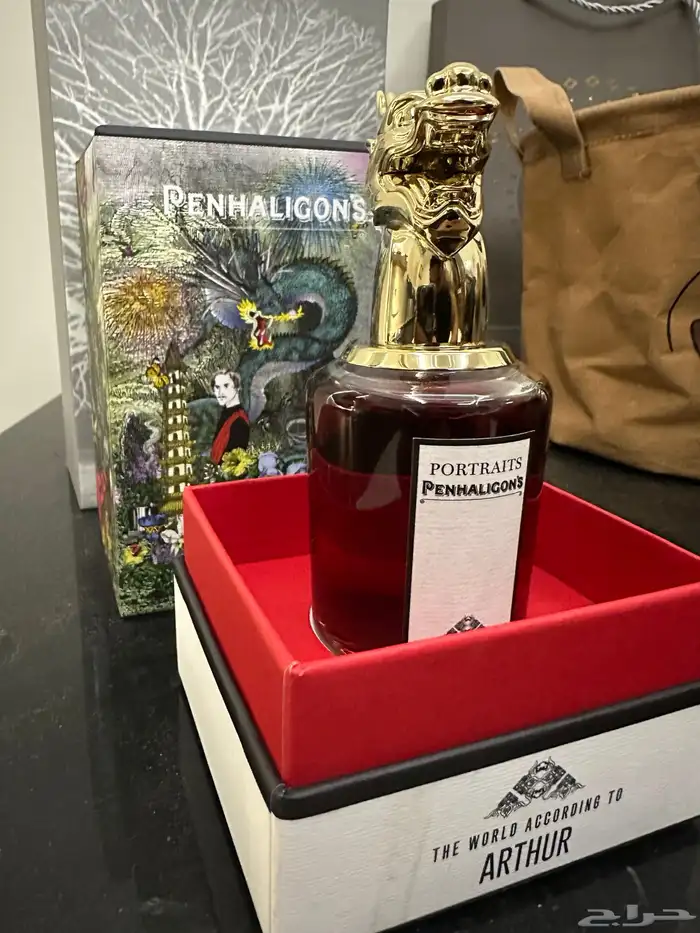 PENHALIGON'S
PORTRAITS
PENHALIGON'S
THE WORLD ACCORDING TO
ARTHUR
حراج